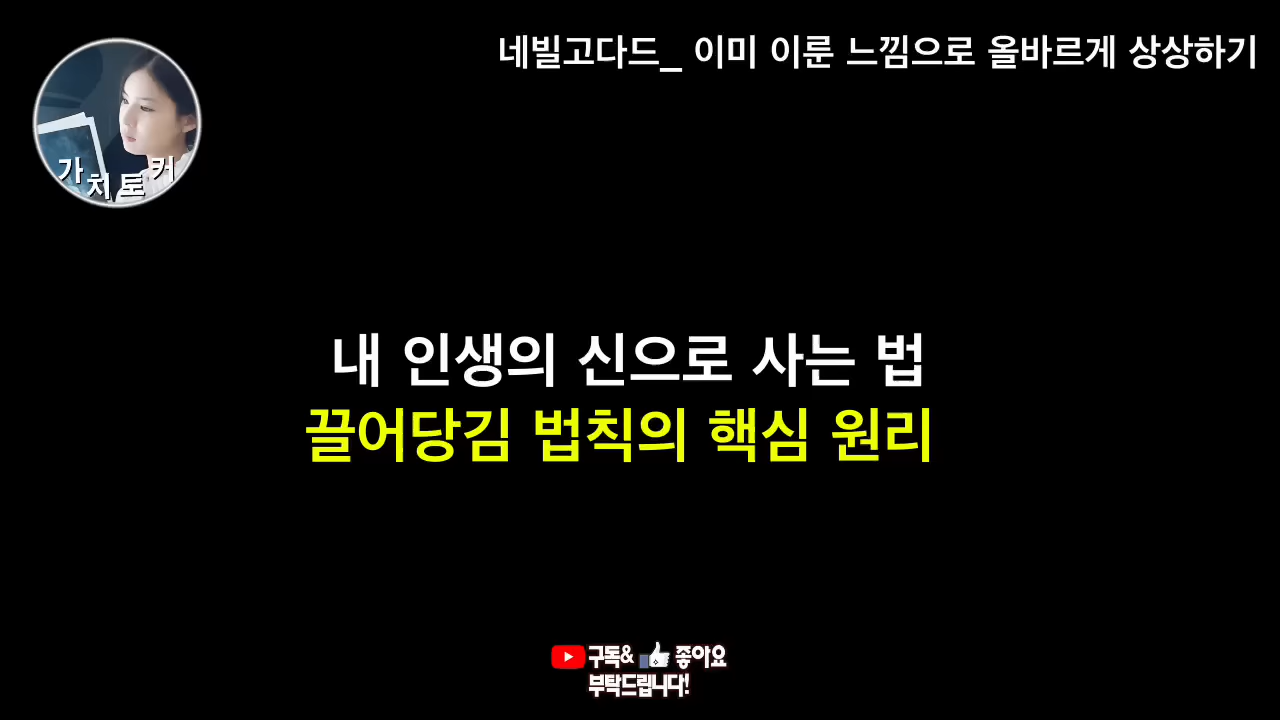 네빌고다드_ 이미 이룬 느낌으로 올바르게 상상하기
가치토커
내 인생의 신으로 사는 법
끌어당김 법칙의 핵심 원리
구독& 좋아요
부탁드립니다!